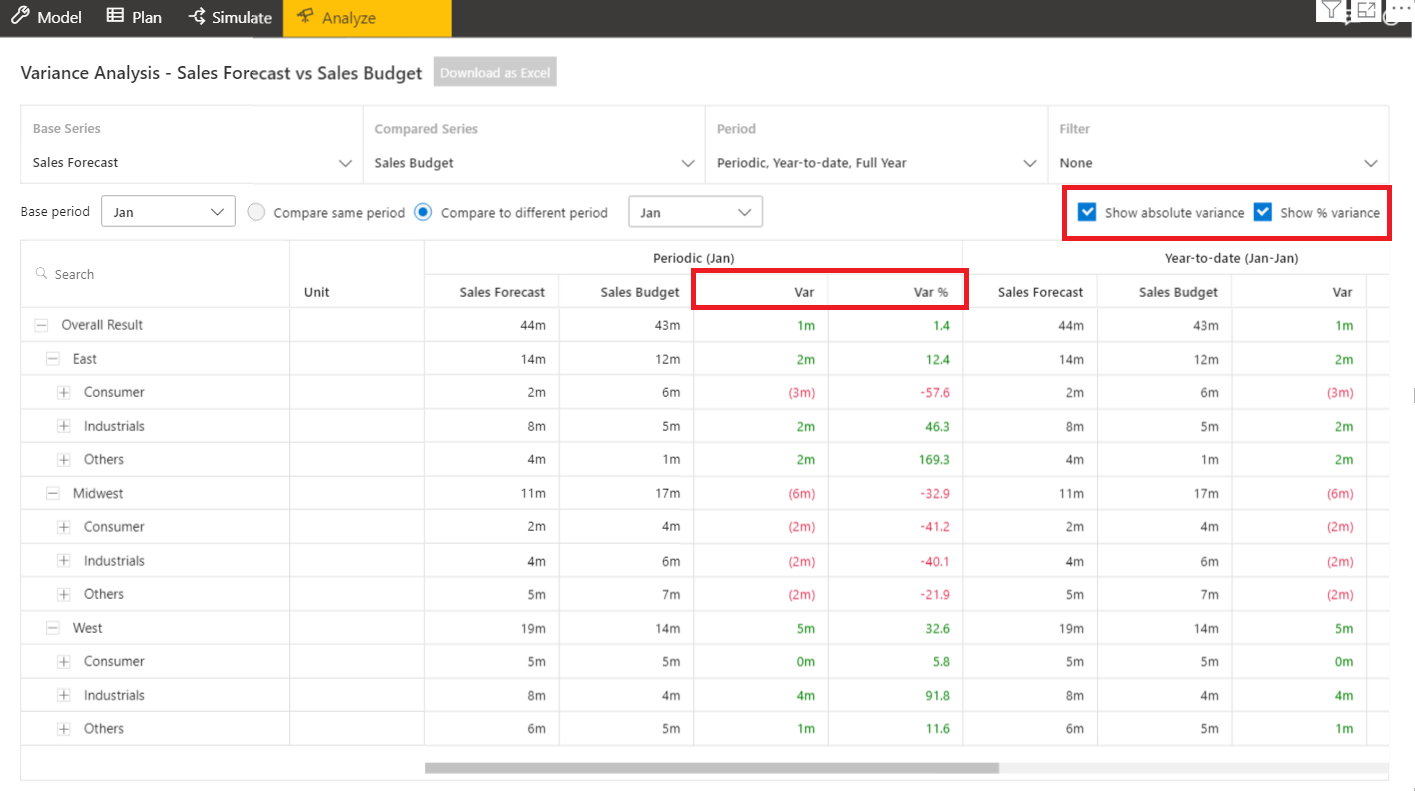 Model Plan Simulate Analyze
Variance Analysis - Sales Forecast vs Sales Budget Download as Excel
Base Series Compared Series Period Filter
Sales Forecast Sales Budget Periodic, Year-to-date, Full Year None
Base period Jan Compare same period Compare to different period Jan Show absolute variance Show % variance
Periodic (Jan) Year-to-date (Jan-Jan)
Search
Unit Sales Forecast Sales Budget Var Var % Sales Forecast Sales Budget Var
Overall Result 44m 43m 1m 1.4 44m 43m 1m
East 14m 12m 2m 12.4 14m 12m 2m
Consumer 2m 6m (3m) -57.6 2m 6m (3m)
Industrials 8m 5m 2m 46.3 8m 5m 2m
Others 4m 1m 2m 169.3 4m 1m 2m
Midwest 11m 17m (6m) -32.9 11m 17m (6m)
Consumer 2m 4m (2m) -41.2 2m 4m (2m)
Industrials 4m 6m (2m) -40.1 4m 6m (2m)
Others 5m 7m (2m) -21.9 5m 7m (2m)
West 19m 14m 5m 32.6 19m 14m 5m
Consumer 5m 5m 0m 5.8 5m 5m 0m
Industrials 8m 4m 4m 91.8 8m 4m 4m
Others 6m 5m 1m 11.6 6m 5m 1m